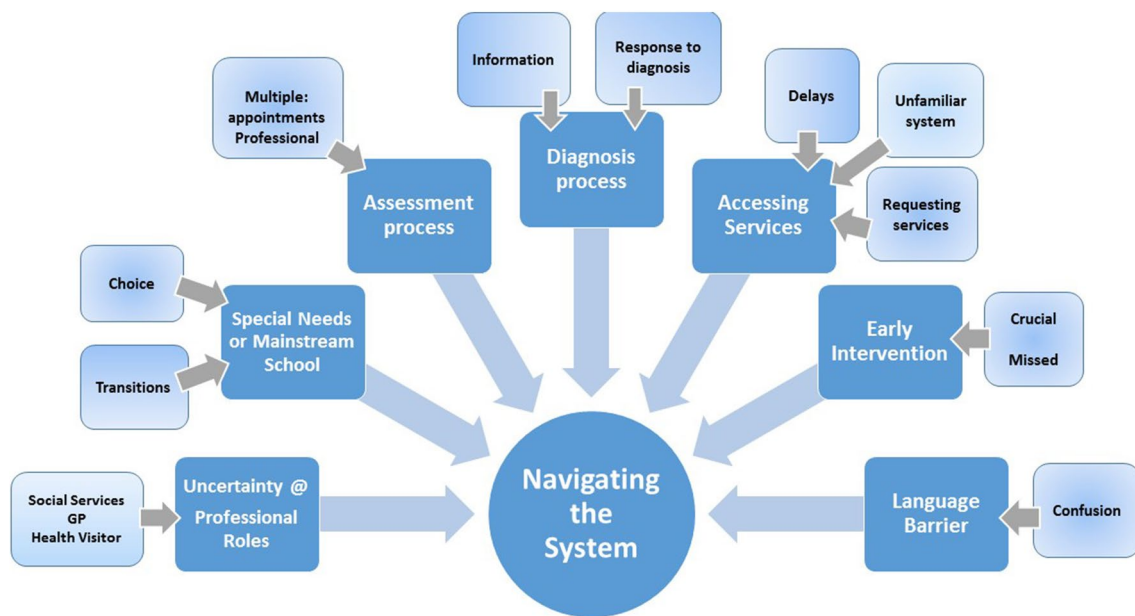 Information
Response to
diagnosis
Multiple:
appointments
Professional
Delays
Unfamiliar
system
Diagnosis
process
Assessment
process
Accessing
Services
Requesting
services
Choice
Special Needs
or Mainstream
School
Early
Intervention
Crucial
Missed
Transitions
Navigating
the
System
Social Services
GP
Health Visitor
Uncertainty @
Professional
Roles
Language
Barrier
Confusion